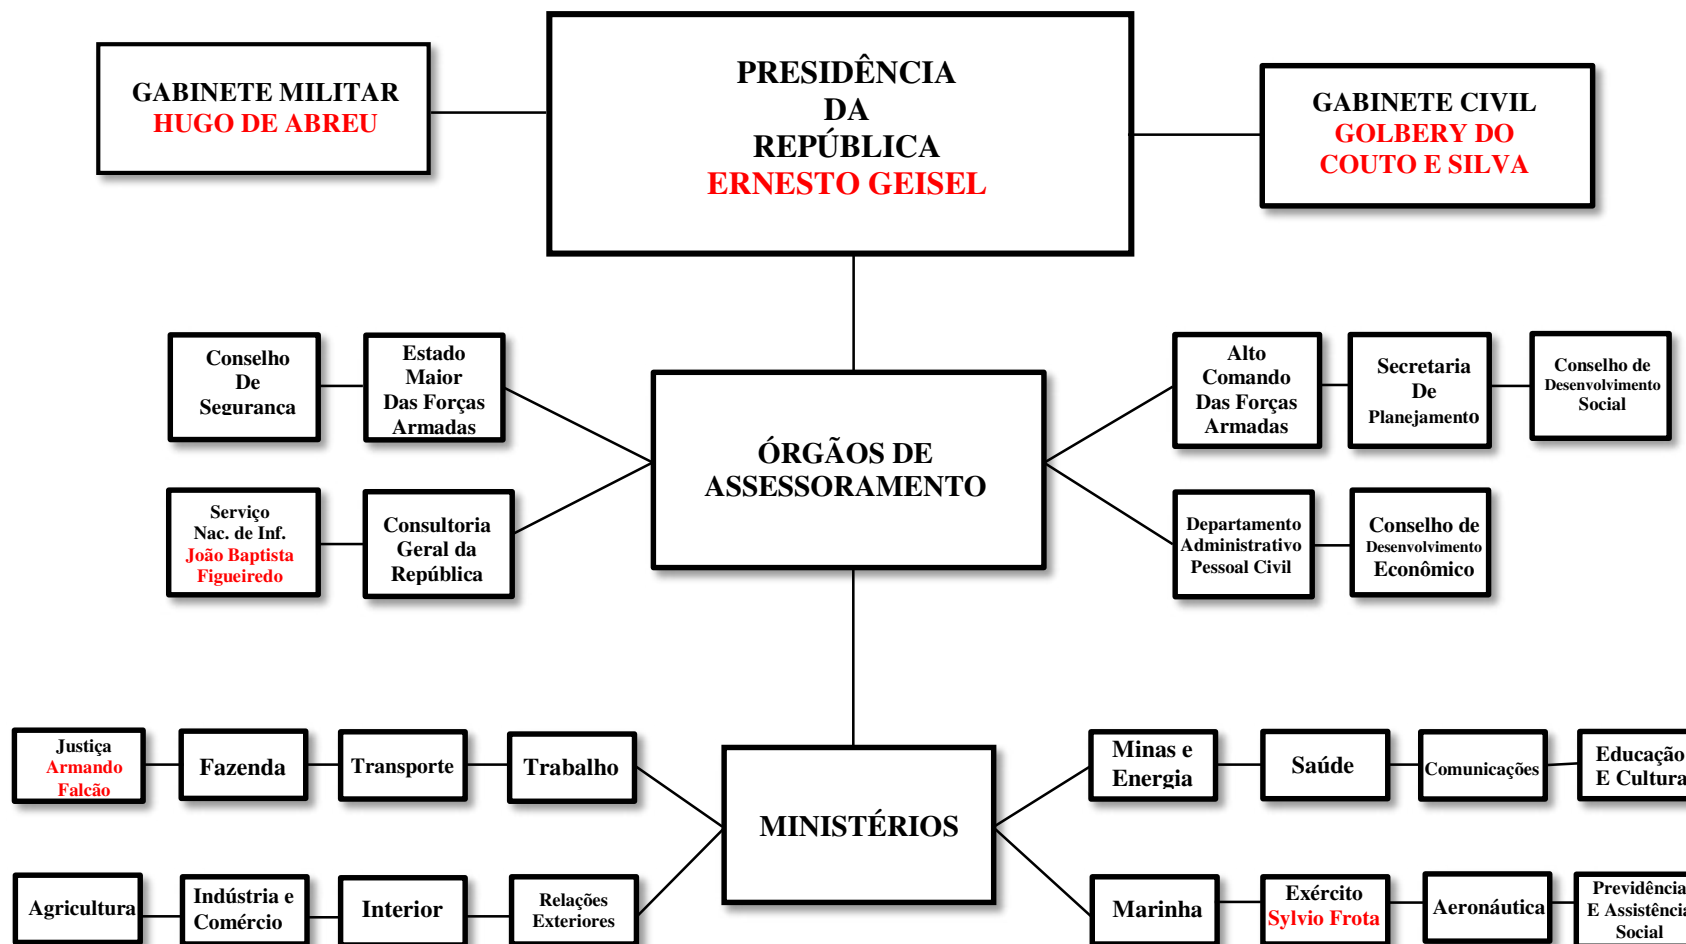 GABINETE MILITAR
HUGO DE ABREU
PRESIDÊNCIA
DA
REPÚBLICA
ERNESTO GEISEL
GABINETE CIVIL
GOLBERY DO
COUTO E SILVA
Conselho
De
Seguranca
Estado
Maior
Das Forças
Armadas
Alto
Comando
Das Forças
Armadas
Secretaria
De
Planejamento
Conselho de
Desenvolvimento
Social
ÓRGÃOS DE
ASSESSORAMENTO
Serviço
Nac. de Inf.
João Baptista
Figueiredo
Consultoria
Geral da
República
Departamento
Administrativo
Pessoal Civil
Conselho de
Desenvolvimento
Econômico
Justiça
Armando
Falcão
Fazenda
Transporte
Trabalho
MINISTÉRIOS
Minas e
Energia
Saúde
Comunicações
Educação
E Cultura
Agricultura
Indústria e
Comércio
Interior
Relações
Exteriores
Marinha
Exército
Sylvio Frota
Aeronáutica
Previdência
E Assistência
Social